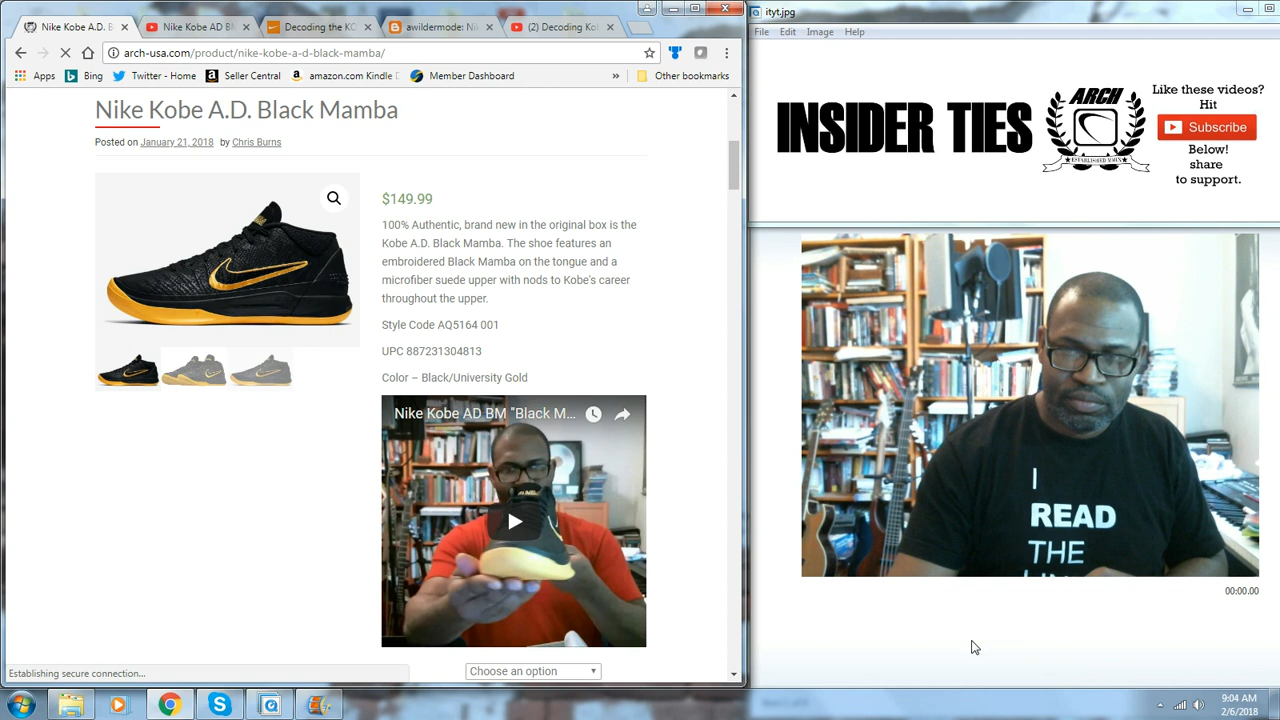 Nike Kobe A.D. B
Nike Kobe AD BM
Decoding the KO
awildermode: Ni
(2) Decoding Ko
arch-usa.com/product/nike-kobe-a-d-black-mamba/
Apps
Bing
Twitter - Home
Seller Central
amazon.com Kindle
Member Dashboard
»
Other bookmarks
Nike Kobe A.D. Black Mamba
Posted on January 21, 2018 by Chris Burns
$149.99
100% Authentic, brand new in the original box is the
Kobe A.D. Black Mamba. The shoe features an
embroidered Black Mamba on the tongue and a
microfiber suede upper with nods to Kobe's career
throughout the upper.
Style Code AQ5164 001
UPC 887231304813
Color – Black/University Gold
Nike Kobe AD BM "Black M...
Choose an option
Establishing secure connection...
ityt.jpg
File Edit Image Help
INSIDER TIES
ARCH
ESTABLISHED
Like these videos?
Hit
Subscribe
Below!
share
to support.
I
READ
THE
00:00.00
9:04 AM
2/6/2018